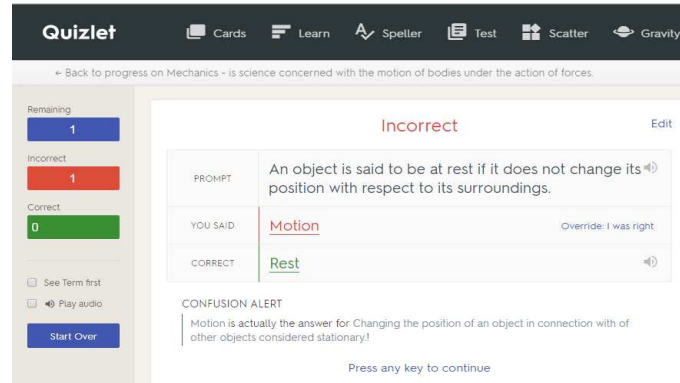 Quizlet Cards Learn Speller Test Scatter Gravity
← Back to progress on Mechanics - is science concerned with the motion of bodies under the action of forces.
Remaining
1
Incorrect
1
Correct
0
See Term first
Play audio
Start Over
Incorrect Edit
PROMPT An object is said to be at rest if it does not change its
position with respect to its surroundings.
YOU SAID Motion Override: I was right
CORRECT Rest
CONFUSION ALERT
Motion is actually the answer for Changing the position of an object in connection with of
other objects considered stationary.!
Press any key to continue